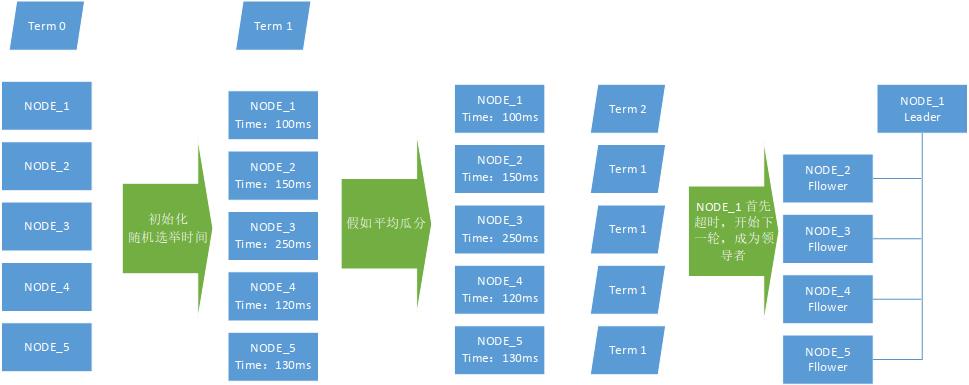 Term 0
NODE_1
NODE_2
NODE_3
NODE_4
NODE_5
初始化
随机选举时间
Term 1
NODE_1
Time：100ms
NODE_2
Time：150ms
NODE_3
Time：250ms
NODE_4
Time：120ms
NODE_5
Time：130ms
假如平均瓜分
NODE_1
Time：100ms
NODE_2
Time：150ms
NODE_3
Time：250ms
NODE_4
Time：120ms
NODE_5
Time：130ms
Term 2
Term 1
Term 1
Term 1
Term 1
NODE_1 首先
超时，开始下
一轮，成为领
导者
NODE_1
Leader
NODE_2
Fllower
NODE_3
Fllower
NODE_4
Fllower
NODE_5
Fllower